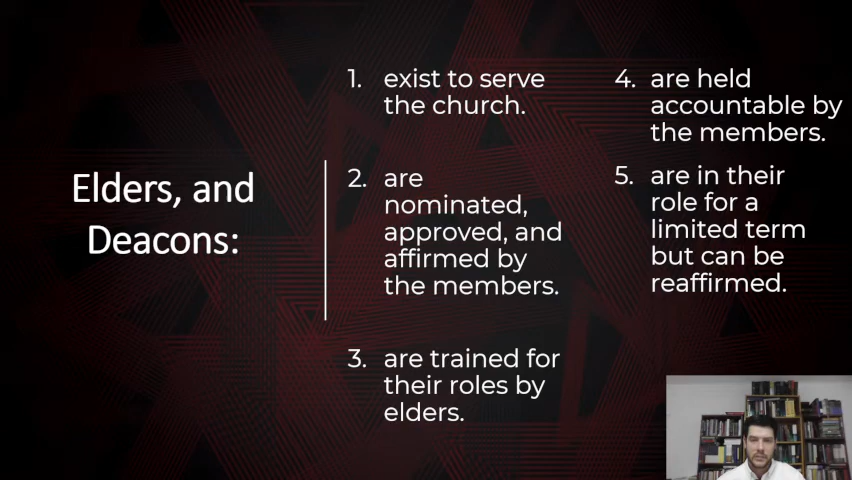 Elders, and
Deacons:
1. exist to serve
the church.
2. are
nominated,
approved, and
affirmed by
the members.
3. are trained for
their roles by
elders.
4. are held
accountable by
the members.
5. are in their
role for a
limited term
but can be
reaffirmed.